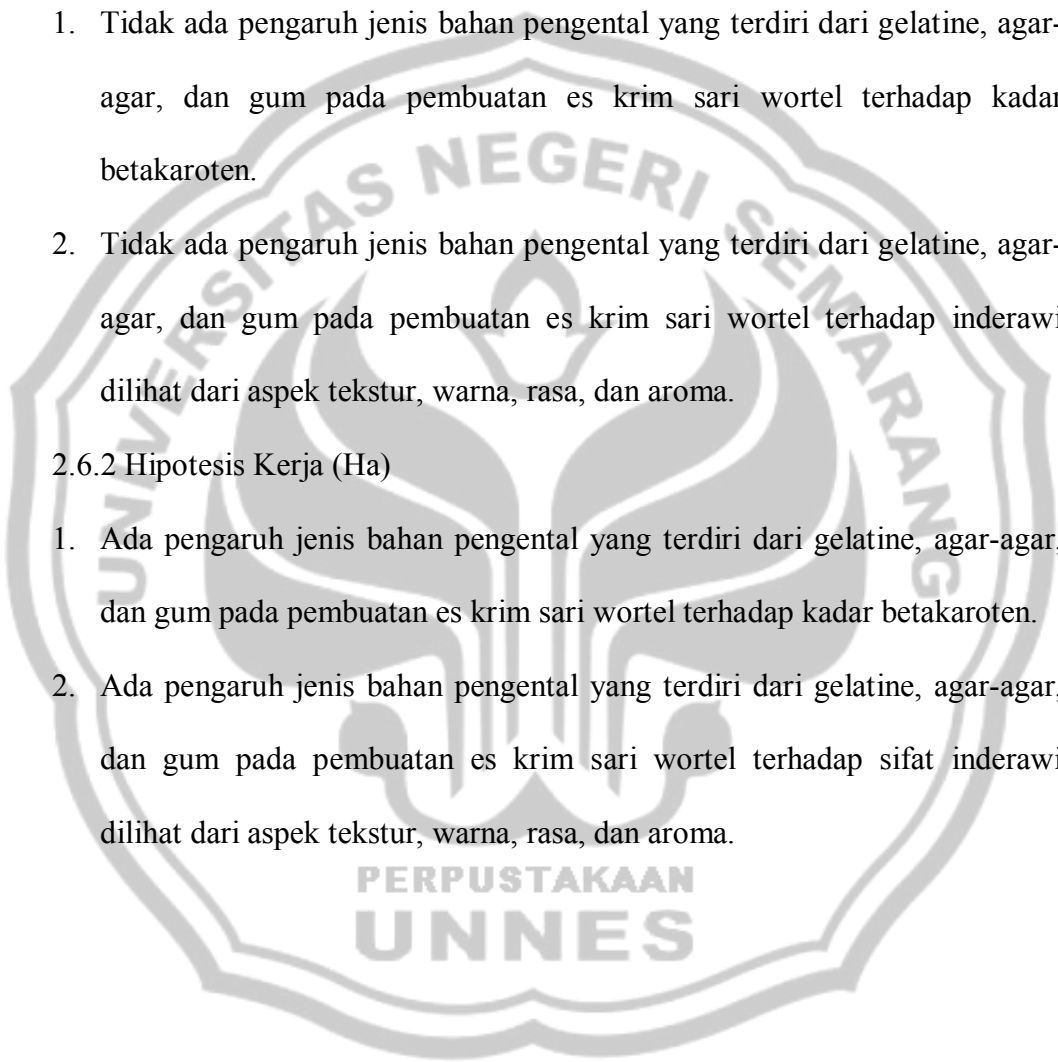 1. Tidak ada pengaruh jenis bahan pengental yang terdiri dari gelatine, agar-
agar, dan gum pada pembuatan es krim sari wortel terhadap kadar
betakaroten.
2. Tidak ada pengaruh jenis bahan pengental yang terdiri dari gelatine, agar-
agar, dan gum pada pembuatan es krim sari wortel terhadap inderawi
dilihat dari aspek tekstur, warna, rasa, dan aroma.
2.6.2 Hipotesis Kerja (Ha)
1. Ada pengaruh jenis bahan pengental yang terdiri dari gelatine, agar-agar,
dan gum pada pembuatan es krim sari wortel terhadap kadar betakaroten.
2. Ada pengaruh jenis bahan pengental yang terdiri dari gelatine, agar-agar,
dan gum pada pembuatan es krim sari wortel terhadap sifat inderawi
dilihat dari aspek tekstur, warna, rasa, dan aroma.
UNIVERSITAS NEGERI SEMARANG
PERPUSTAKAAN
UNNES